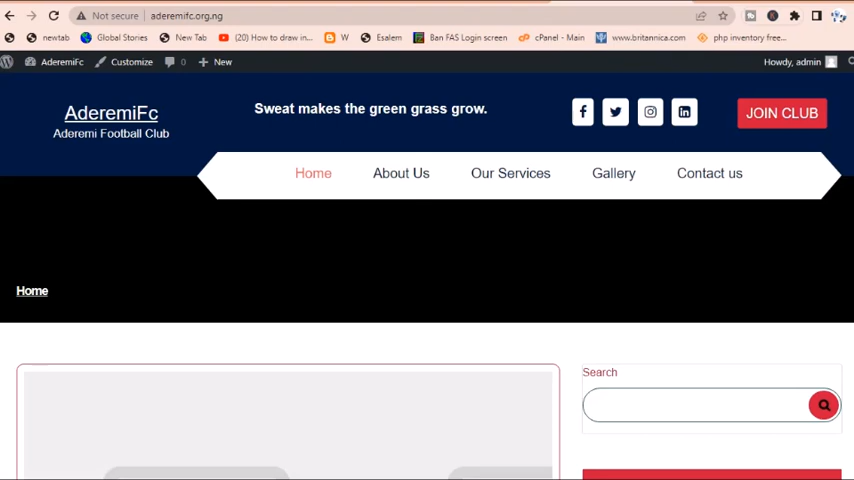 Not secure aderemifc.org.ng
newtab Global Stories New Tab (20) How to draw in... W Esalem Ban FAS Login screen cPanel - Main www.britannica.com php inventory free...
AderemiFc Customize 0 New Howdy, admin
AderemiFc
Aderemi Football Club
Sweat makes the green grass grow.
JOIN CLUB
Home About Us Our Services Gallery Contact us
Home
Search